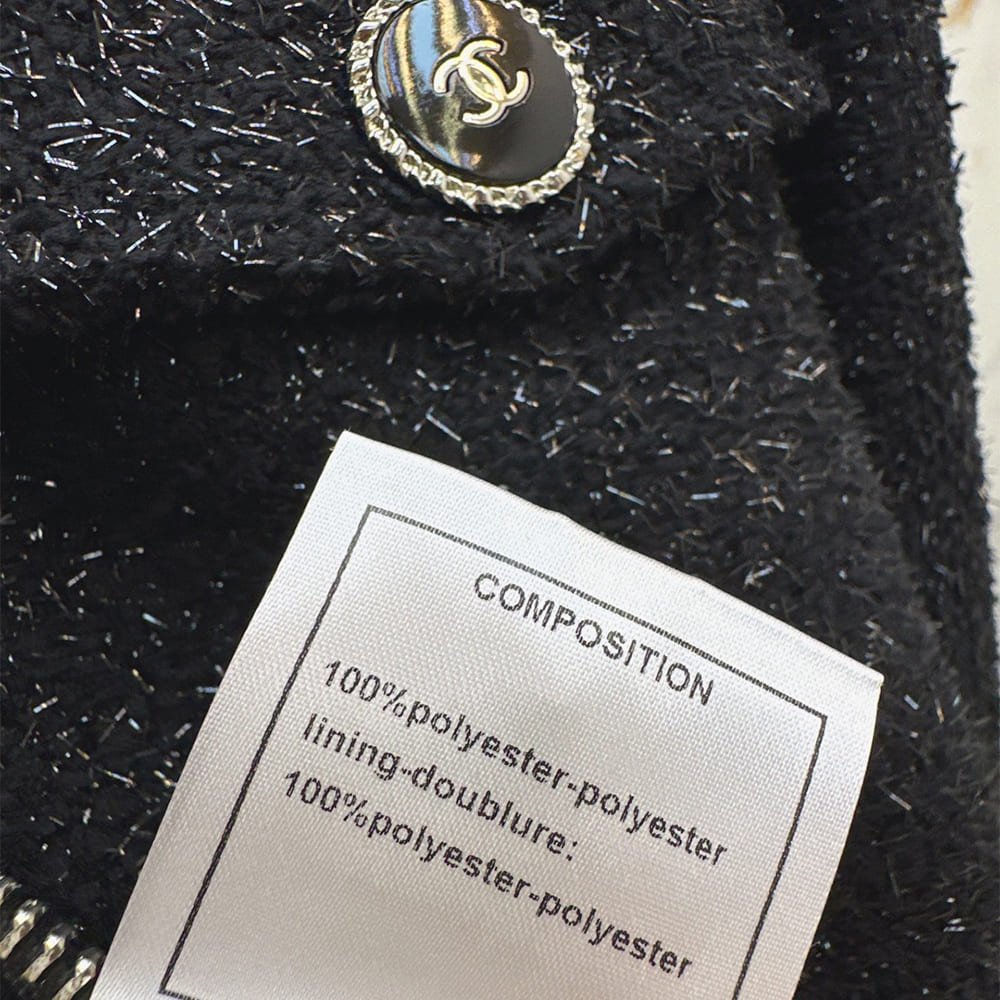 COMPOSITION
100%polyester-polyester
lining-doublure:
100%polyester-polyester